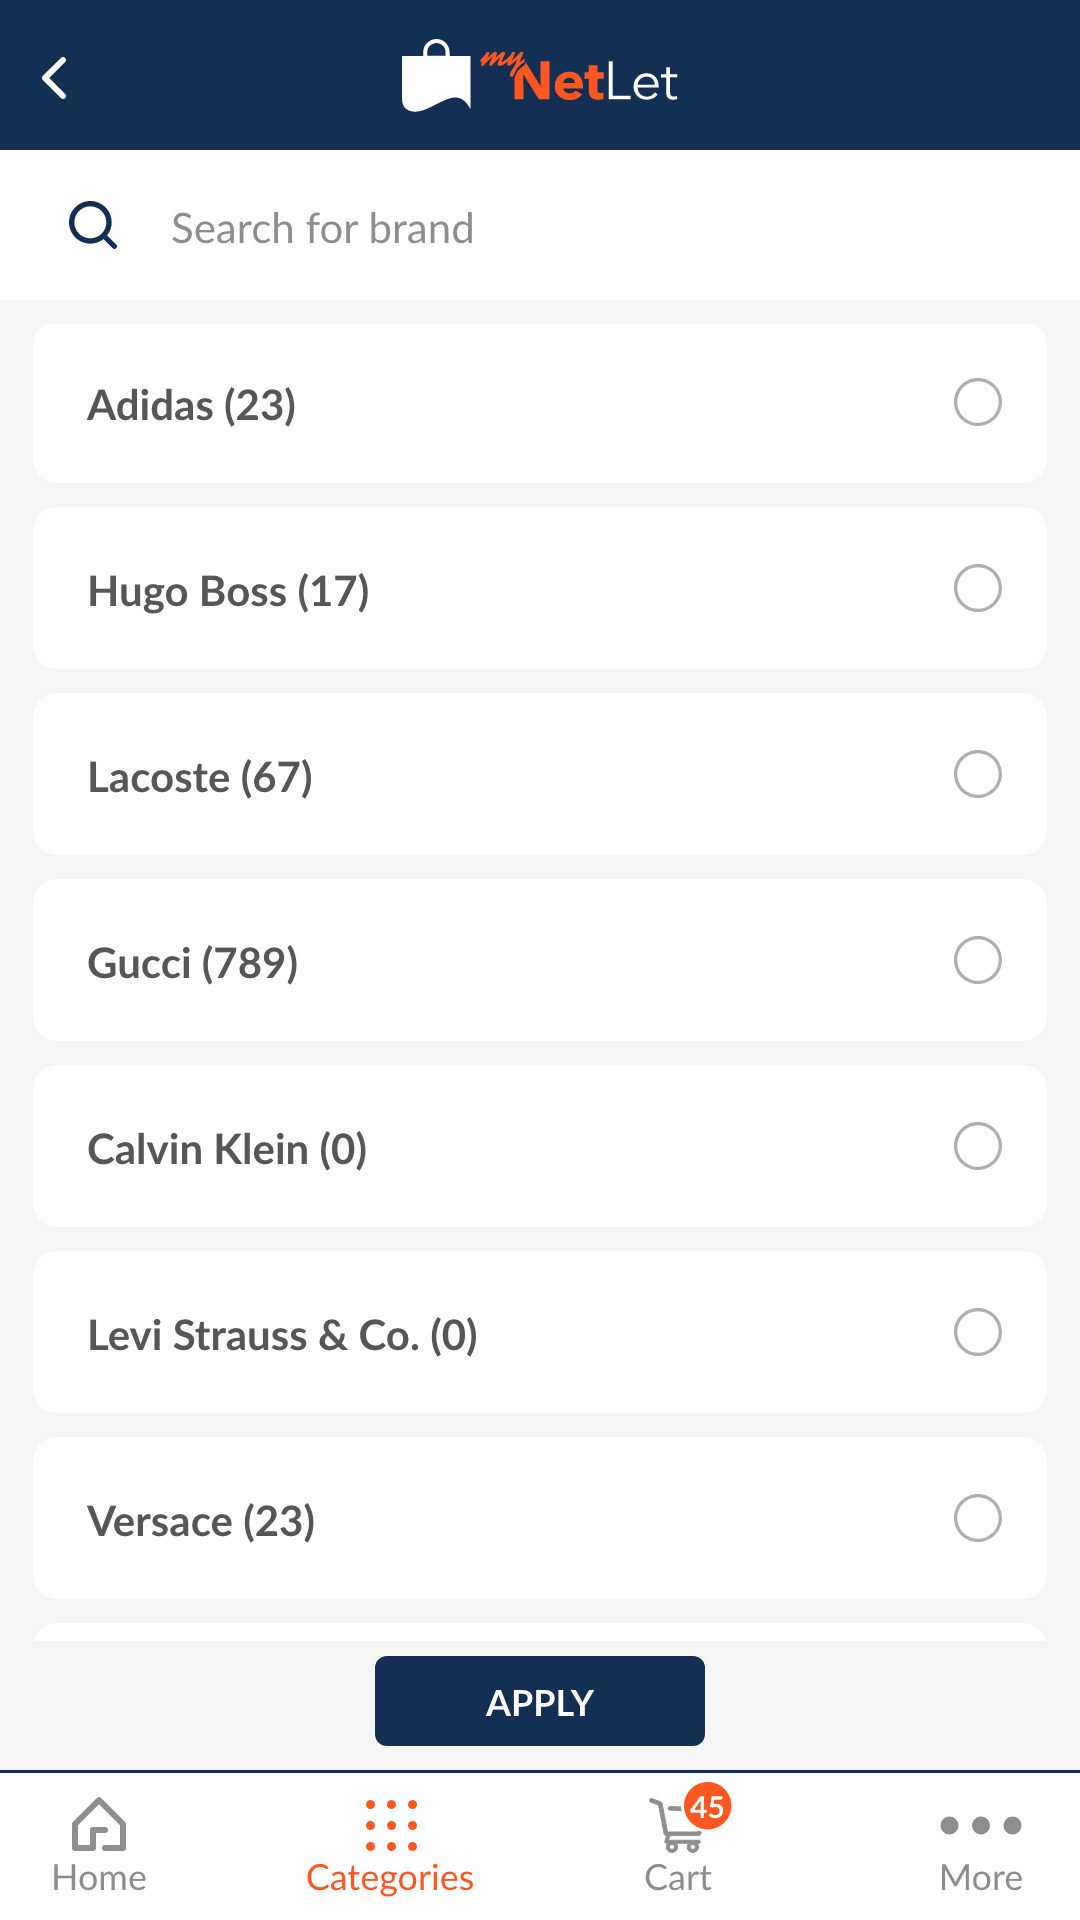 myNetLet
Search for brand
Adidas (23)
Hugo Boss (17)
Lacoste (67)
Gucci (789)
Calvin Klein (0)
Levi Strauss & Co. (0)
Versace (23)
APPLY
45
Home Categories Cart More